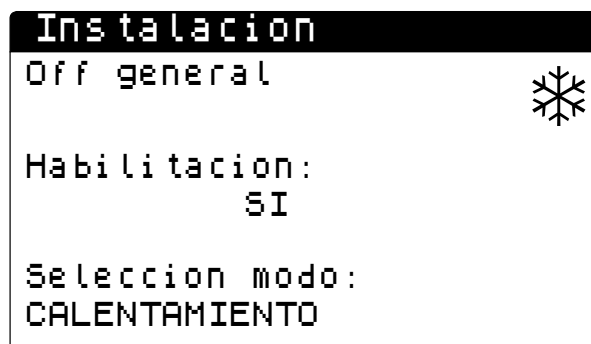 Instalacion
Off general
Habilitacion:
SI
Seleccion modo:
CALENTAMIENTO